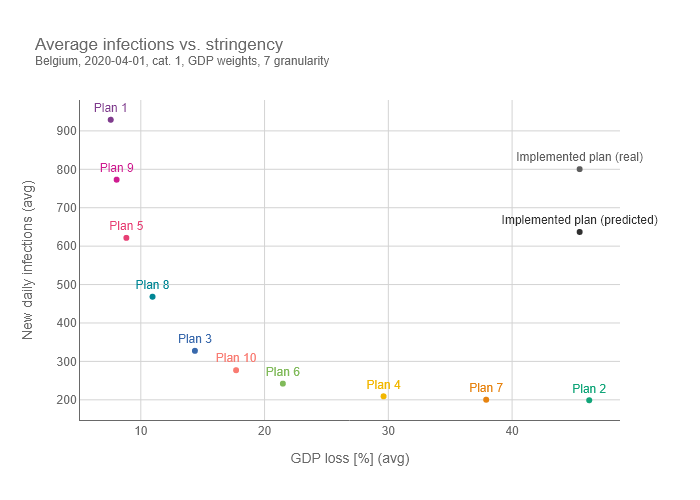 Average infections vs. stringency
Belgium, 2020-04-01, cat. 1, GDP weights, 7 granularity
Plan 1
900
Implemented plan (real)
800
Plan 9
700
Implemented plan (predicted)
Plan 5
600
500
Plan 8
400
Plan 3
Plan 10
300
Plan 6
Plan 4
Plan 7
Plan 2
200
10
20
30
40
New daily infections (avg)
GDP loss [%] (avg)